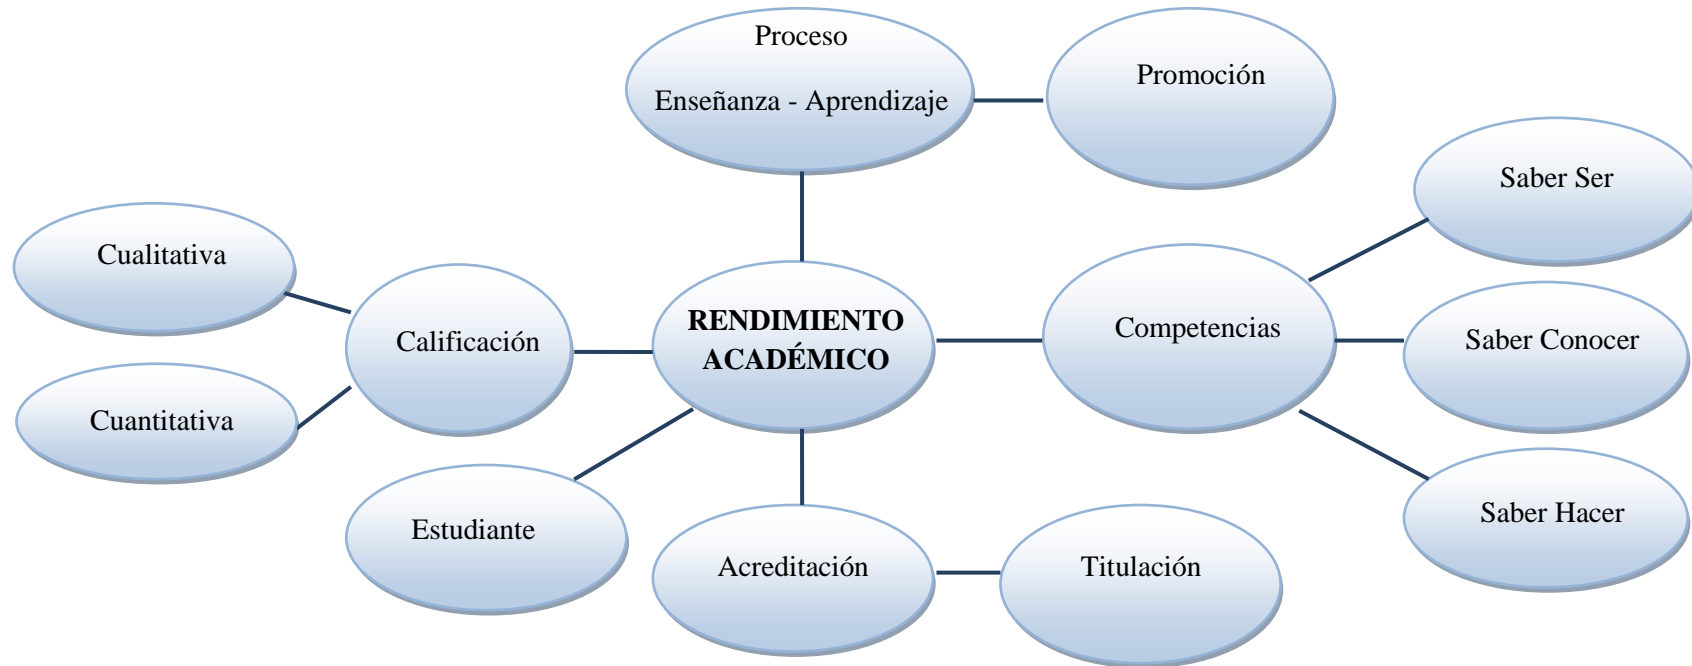 Proceso
Enseñanza - Aprendizaje
Promoción
Saber Ser
Cualitativa
Calificación
RENDIMIENTO
ACADÉMICO
Competencias
Saber Conocer
Cuantitativa
Estudiante
Acreditación
Titulación
Saber Hacer